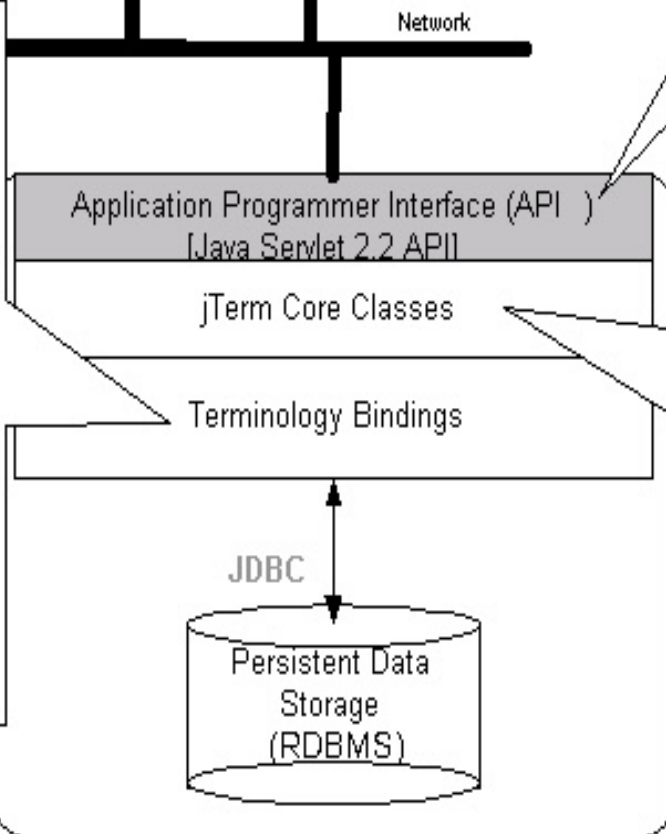 Network
Application Programmer Interface (API )
[Java Servlet 2.2 API]
jTerm Core Classes
Terminology Bindings
JDBC
Persistent Data
Storage
(RDBMS)